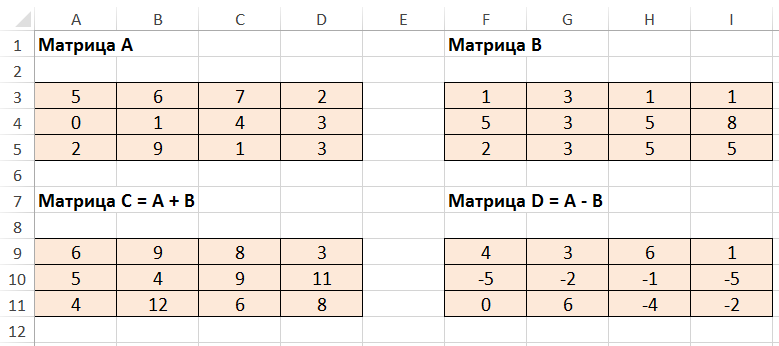 A B C D E F G H I
1 Матрица A Матрица B
2
3 5 6 7 2 1 3 1 1
4 0 1 4 3 5 3 5 8
5 2 9 1 3 2 3 5 5
6
7 Матрица C = A + B Матрица D = A - B
8
9 6 9 8 3 4 3 6 1
10 5 4 9 11 -5 -2 -1 -5
11 4 12 6 8 0 6 -4 -2
12